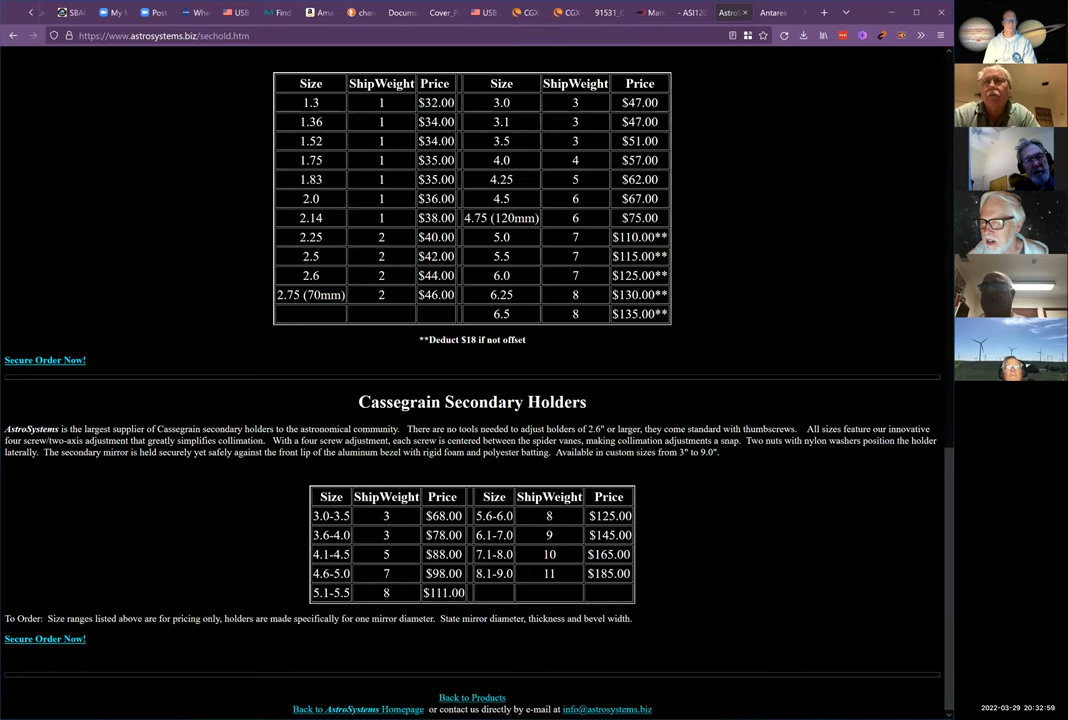 SBA
My N
Post
Whe
USB
Find
Ama
chan
Docume
Cover_P
USB
CGX
CGX
91531_C
Man
- ASI120
AstroS
Antares
https://www.astrosystems.biz/sechold.htm
Size ShipWeight Price Size ShipWeight Price
1.3 1 $32.00 3.0 3 $47.00
1.36 1 $34.00 3.1 3 $47.00
1.52 1 $34.00 3.5 3 $51.00
1.75 1 $35.00 4.0 4 $57.00
1.83 1 $35.00 4.25 5 $62.00
2.0 1 $36.00 4.5 6 $67.00
2.14 1 $38.00 4.75 (120mm) 6 $75.00
2.25 2 $40.00 5.0 7 $110.00**
2.5 2 $42.00 5.5 7 $115.00**
2.6 2 $44.00 6.0 7 $125.00**
2.75 (70mm) 2 $46.00 6.25 8 $130.00**
6.5 8 $135.00**
**Deduct $18 if not offset
Secure Order Now!
Cassegrain Secondary Holders
AstroSystems is the largest supplier of Cassegrain secondary holders to the astronomical community. There are no tools needed to adjust holders of 2.6" or larger, they come standard with thumbscrews. All sizes feature our innovative
four screw/two-axis adjustment that greatly simplifies collimation. With a four screw adjustment, each screw is centered between the spider vanes, making collimation adjustments a snap. Two nuts with nylon washers position the holder
laterally. The secondary mirror is held securely yet safely against the front lip of the aluminum bezel with rigid foam and polyester batting. Available in custom sizes from 3" to 9.0".
Size ShipWeight Price Size ShipWeight Price
3.0-3.5 3 $68.00 5.6-6.0 8 $125.00
3.6-4.0 3 $78.00 6.1-7.0 9 $145.00
4.1-4.5 5 $88.00 7.1-8.0 10 $165.00
4.6-5.0 7 $98.00 8.1-9.0 11 $185.00
5.1-5.5 8 $111.00
To Order: Size ranges listed above are for pricing only, holders are made specifically for one mirror diameter. State mirror diameter, thickness and bevel width.
Secure Order Now!
Back to Products
Back to AstroSystems Homepage or contact us directly by e-mail at info@astrosystems.biz
2022-03-29 20:32:59